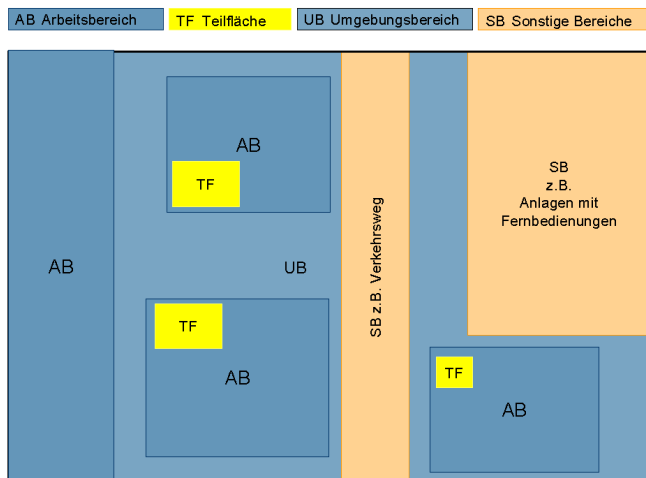 AB Arbeitsbereich
TF Teilfläche
UB Umgebungsbereich
SB Sonstige Bereiche
AB
AB
TF
UB
TF
AB
SB z.B. Verkehrsweg
SB
z.B.
Anlagen mit
Fernbedienungen
TF
AB